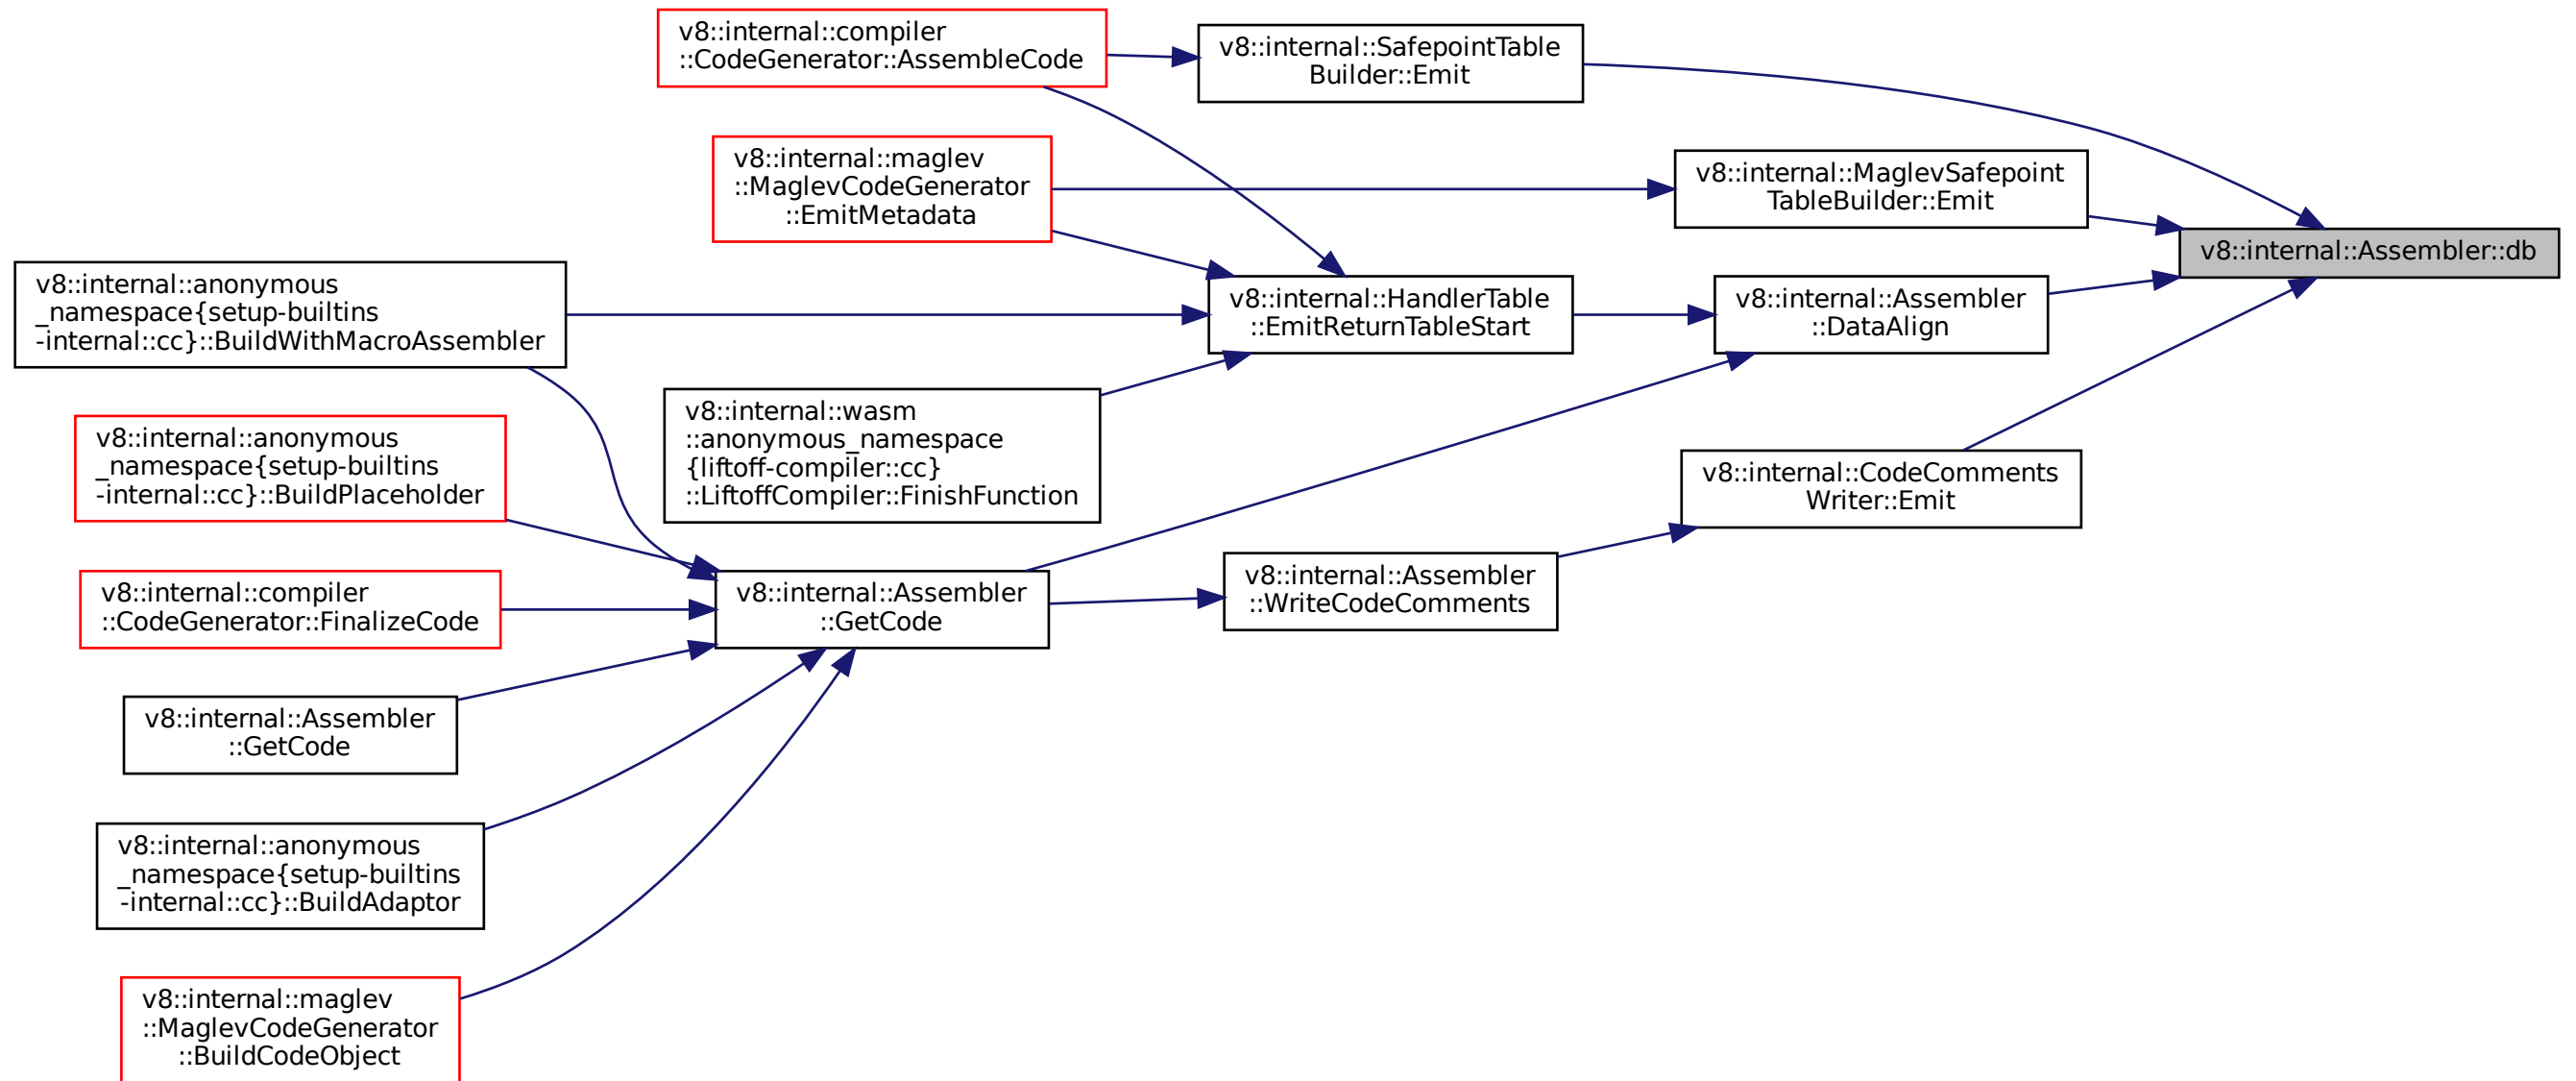 v8::internal::compiler
::CodeGenerator::AssembleCode
v8::internal::SafepointTable
Builder::Emit
v8::internal::maglev
::MaglevCodeGenerator
::EmitMetadata
v8::internal::MaglevSafepoint
TableBuilder::Emit
v8::internal::Assembler::db
v8::internal::anonymous
_namespace{setup-builtins
-internal::cc}::BuildWithMacroAssembler
v8::internal::HandlerTable
::EmitReturnTableStart
v8::internal::Assembler
::DataAlign
v8::internal::wasm
::anonymous_namespace
{liftoff-compiler::cc}
::LiftoffCompiler::FinishFunction
v8::internal::anonymous
_namespace{setup-builtins
-internal::cc}::BuildPlaceholder
v8::internal::CodeComments
Writer::Emit
v8::internal::compiler
::CodeGenerator::FinalizeCode
v8::internal::Assembler
::GetCode
v8::internal::Assembler
::WriteCodeComments
v8::internal::Assembler
::GetCode
v8::internal::anonymous
_namespace{setup-builtins
-internal::cc}::BuildAdaptor
v8::internal::maglev
::MaglevCodeGenerator
::BuildCodeObject